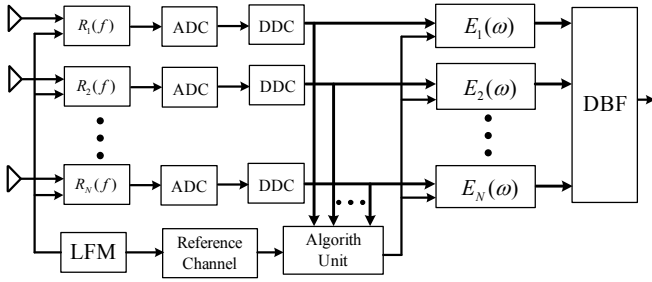 R₁(f) ADC DDC E₁(ω)
R₂(f) ADC DDC E₂(ω)
DBF
R_N(f) ADC DDC E_N(ω)
LFM
Reference
Channel
Algorith
Unit